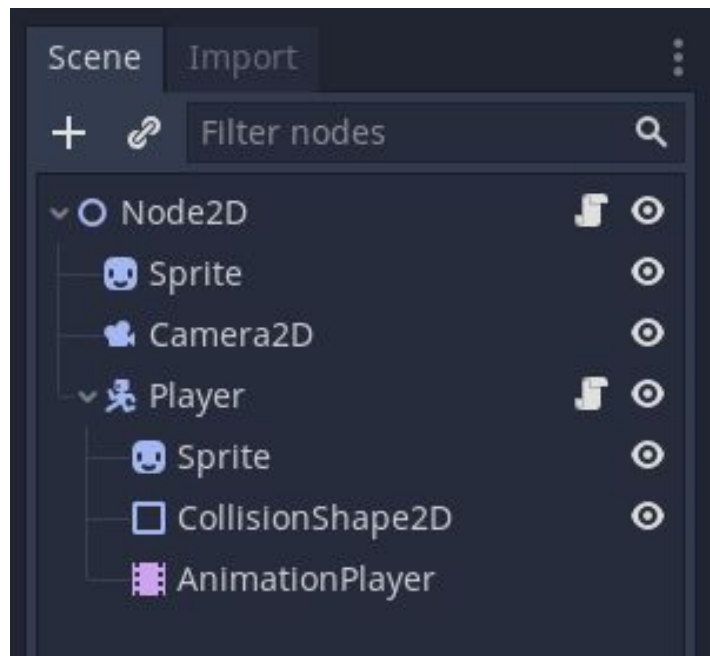 Scene Import
Filter nodes
Node2D
Sprite
Camera2D
Player
Sprite
CollisionShape2D
AnimationPlayer